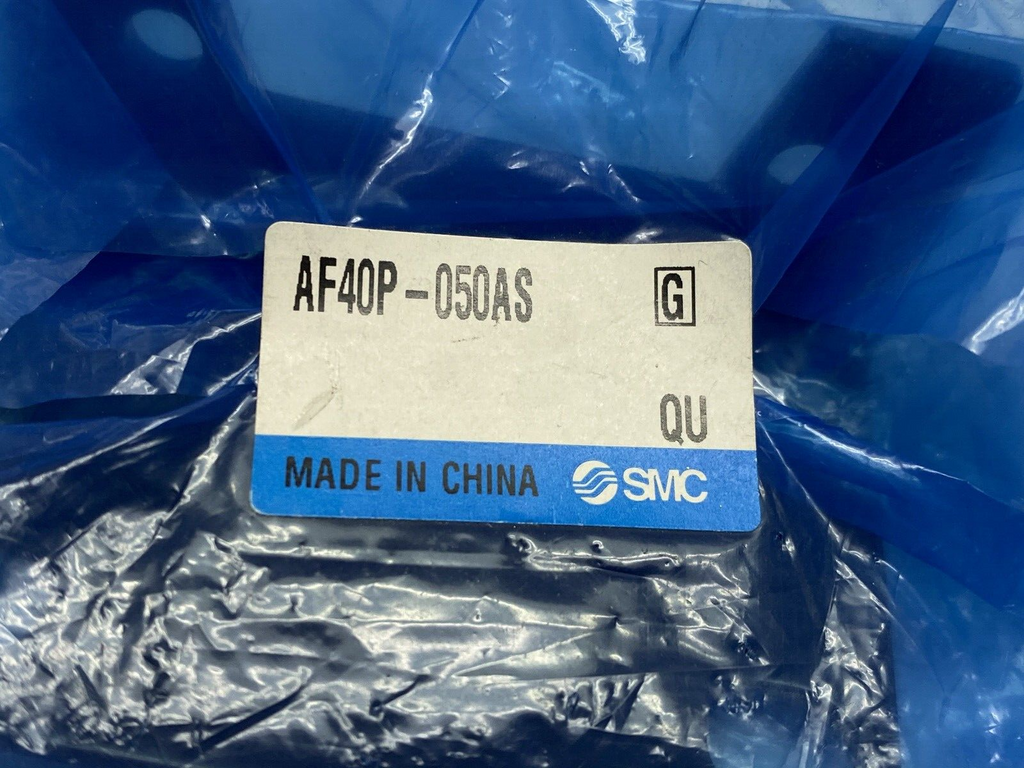 AF40P-050AS G
QU
MADE IN CHINA SMC